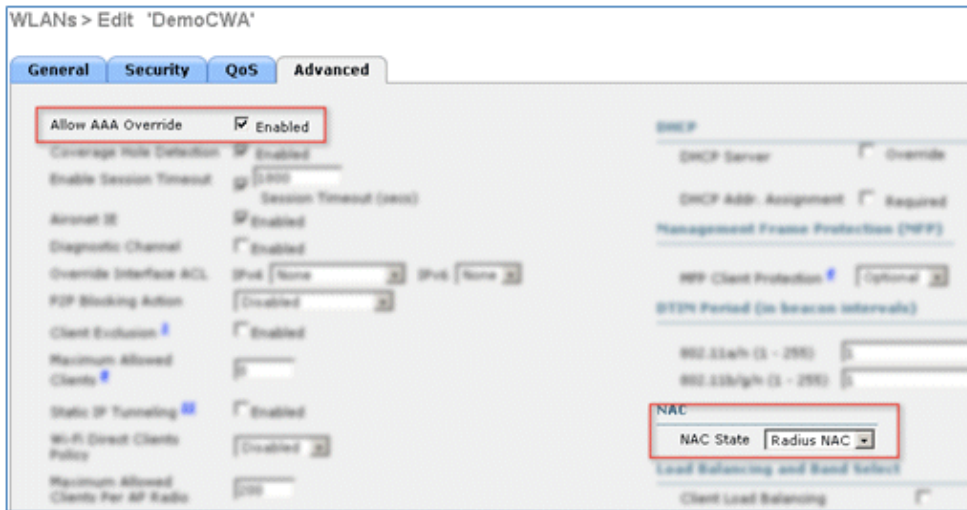 WLANs > Edit 'DemoCWA'
General Security QoS Advanced
Allow AAA Override Enabled
Coverage Hole Detection Enabled
Enable Session Timeout 1800
Session Timeout (secs)
Aironet IE Enabled
Diagnostic Channel Enabled
Override Interface ACL IPv4 None IPv6 None
P2P Blocking Action Disabled
Client Exclusion Enabled
Maximum Allowed
Clients 0
Static IP Tunneling Enabled
Wi-Fi Direct Clients
Policy Disabled
Maximum Allowed
Clients Per AP Radio 200
DHCP
DHCP Server Override
DHCP Addr. Assignment Required
Management Frame Protection (MFP)
MFP Client Protection Optional
DTIM Period (in beacon intervals)
802.11a/n (1 - 255) 1
802.11b/g/n (1 - 255) 1
NAC
NAC State Radius NAC
Load Balancing and Band Select
Client Load Balancing